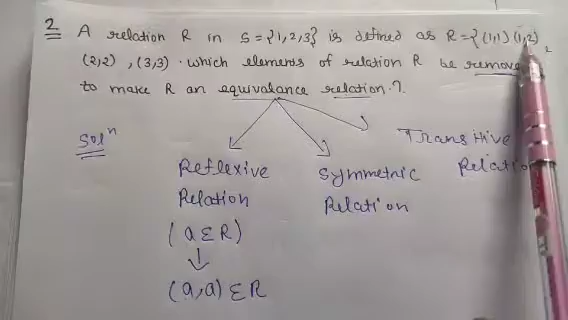 2. A relation R in S = {1,2,3} is defined as R = {(1,1) (1,2)
(2,2) , (3,3) . which elements of relation R be remove
to make R an equivalance relation.?
Solⁿ
Reflexive Symmetric Transitive
Relation Relation Relation
(a ∈ R)
↓
(a,a) ∈ R